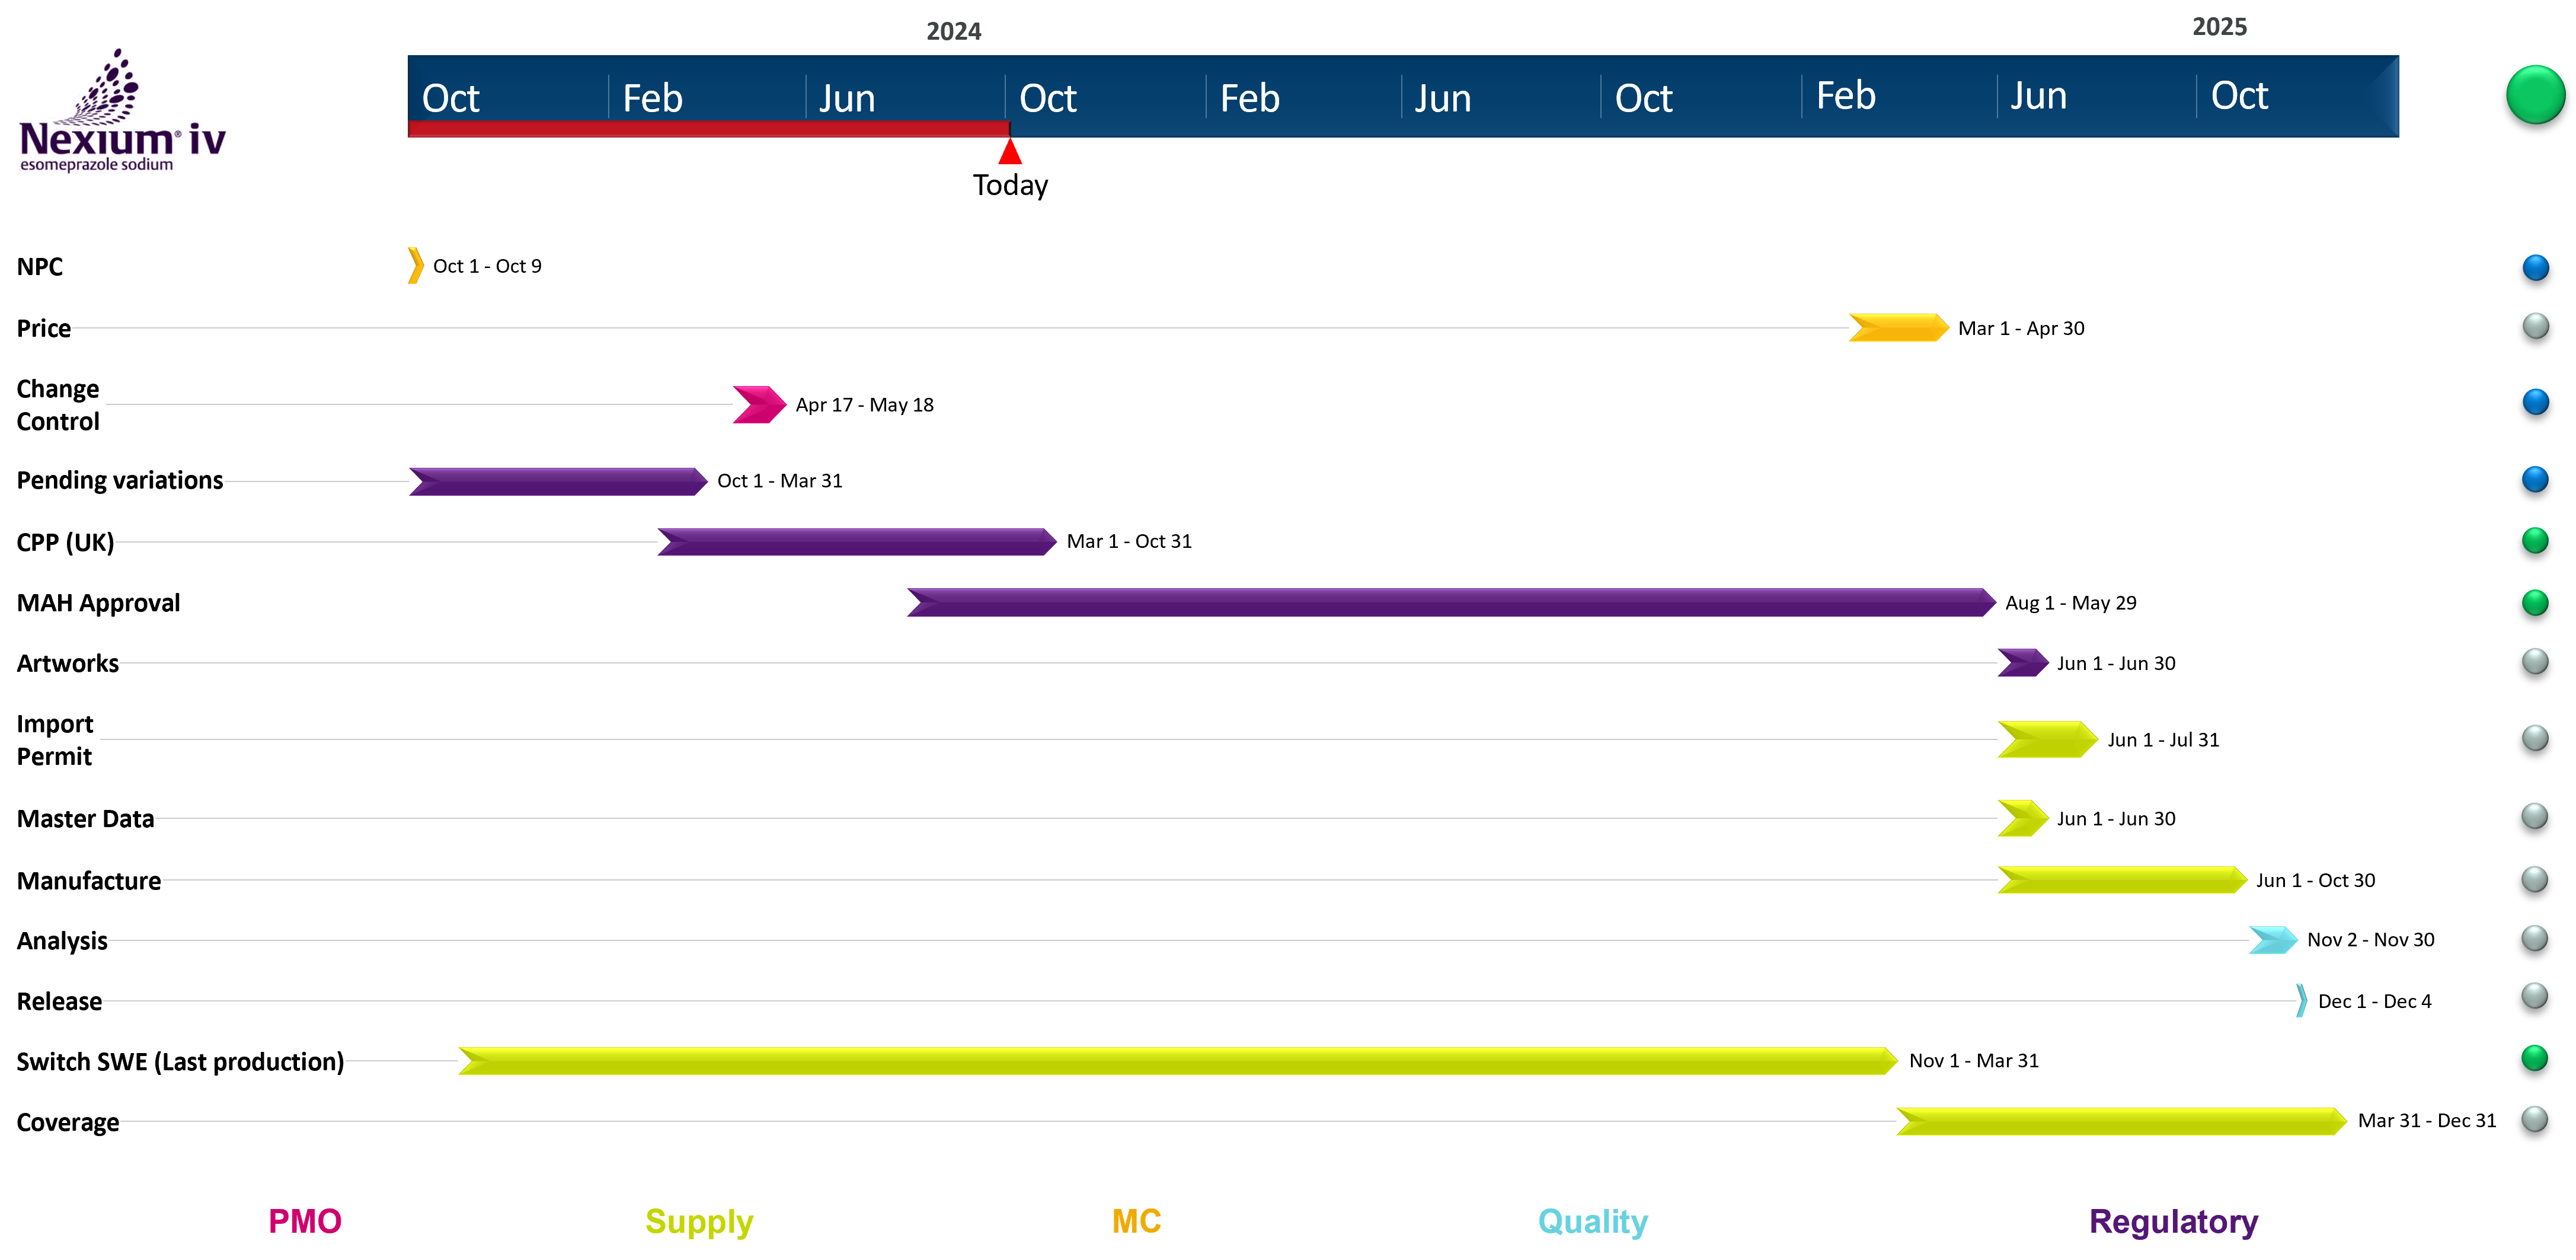 2024
2025
Oct Feb Jun Oct Feb Jun Oct Feb Jun Oct
Nexium® iv
esomeprazole sodium
Today
NPC
Oct 1 - Oct 9
Price
Mar 1 - Apr 30
Change
Control
Apr 17 - May 18
Pending variations
Oct 1 - Mar 31
CPP (UK)
Mar 1 - Oct 31
MAH Approval
Aug 1 - May 29
Artworks
Jun 1 - Jun 30
Import
Permit
Jun 1 - Jul 31
Master Data
Jun 1 - Jun 30
Manufacture
Jun 1 - Oct 30
Analysis
Nov 2 - Nov 30
Release
Dec 1 - Dec 4
Switch SWE (Last production)
Nov 1 - Mar 31
Coverage
Mar 31 - Dec 31
PMO
Supply
MC
Quality
Regulatory